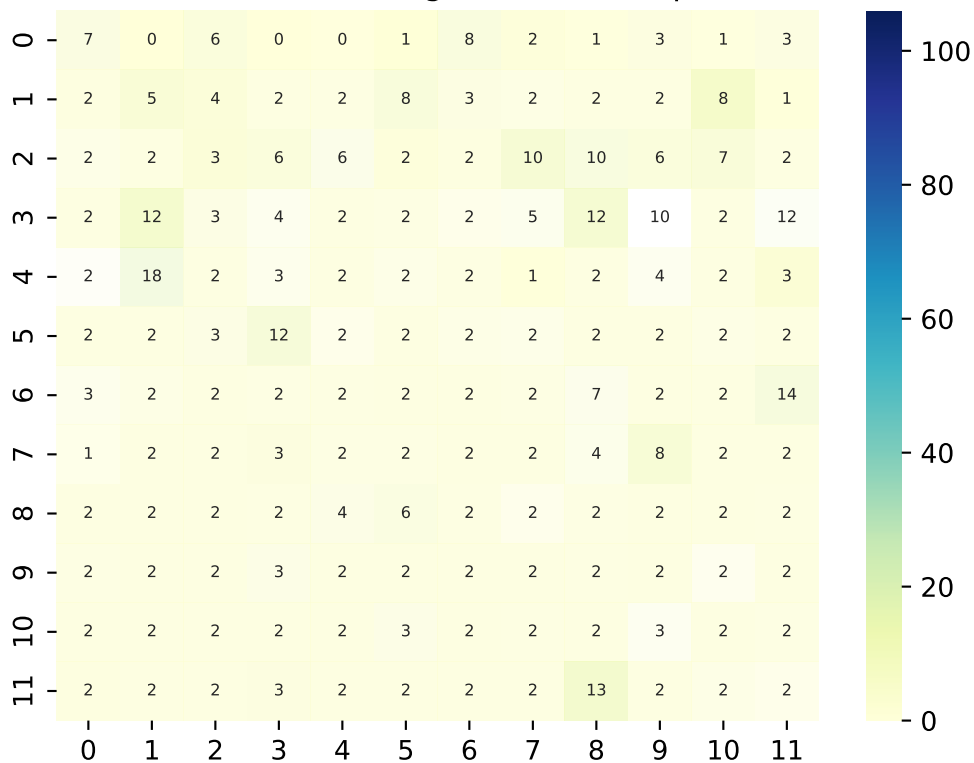 0 7 0 6 0 0 1 8 2 1 3 1 3
1 2 5 4 2 2 8 3 2 2 2 8 1
2 2 2 3 6 6 2 2 10 10 6 7 2
3 2 12 3 4 2 2 2 5 12 10 2 12
4 2 18 2 3 2 2 2 1 2 4 2 3
5 2 2 3 12 2 2 2 2 2 2 2 2
6 3 2 2 2 2 2 2 2 7 2 2 14
7 1 2 2 3 2 2 2 2 4 8 2 2
8 2 2 2 2 4 6 2 2 2 2 2 2
9 2 2 2 3 2 2 2 2 2 2 2 2
10 2 2 2 2 2 3 2 2 2 3 2 2
11 2 2 2 3 2 2 2 2 13 2 2 2
0 1 2 3 4 5 6 7 8 9 10 11
100
80
60
40
20
0